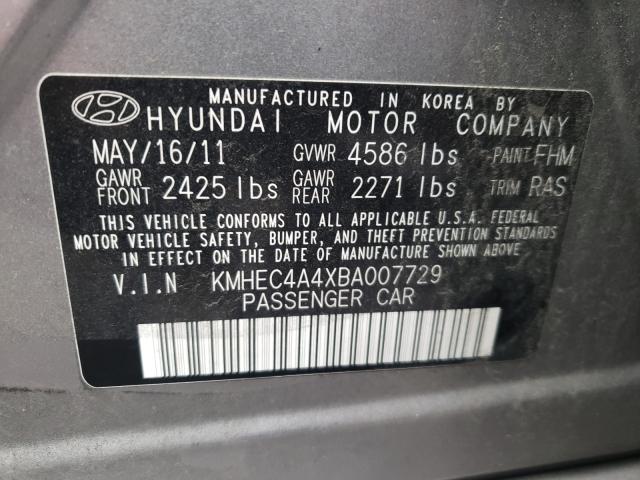 MANUFACTURED IN KOREA BY
HYUNDAI MOTOR COMPANY
MAY/16/11 GVWR 4586 lbs PAINT FHM
GAWR FRONT 2425 lbs GAWR REAR 2271 lbs TRIM RAS
THIS VEHICLE CONFORMS TO ALL APPLICABLE U.S.A. FEDERAL
MOTOR VEHICLE SAFETY, BUMPER, AND THEFT PREVENTION STANDARDS
IN EFFECT ON THE DATE OF MANUFACTURE SHOWN ABOVE
V.I.N KMHEC4A4XBA007729
PASSENGER CAR